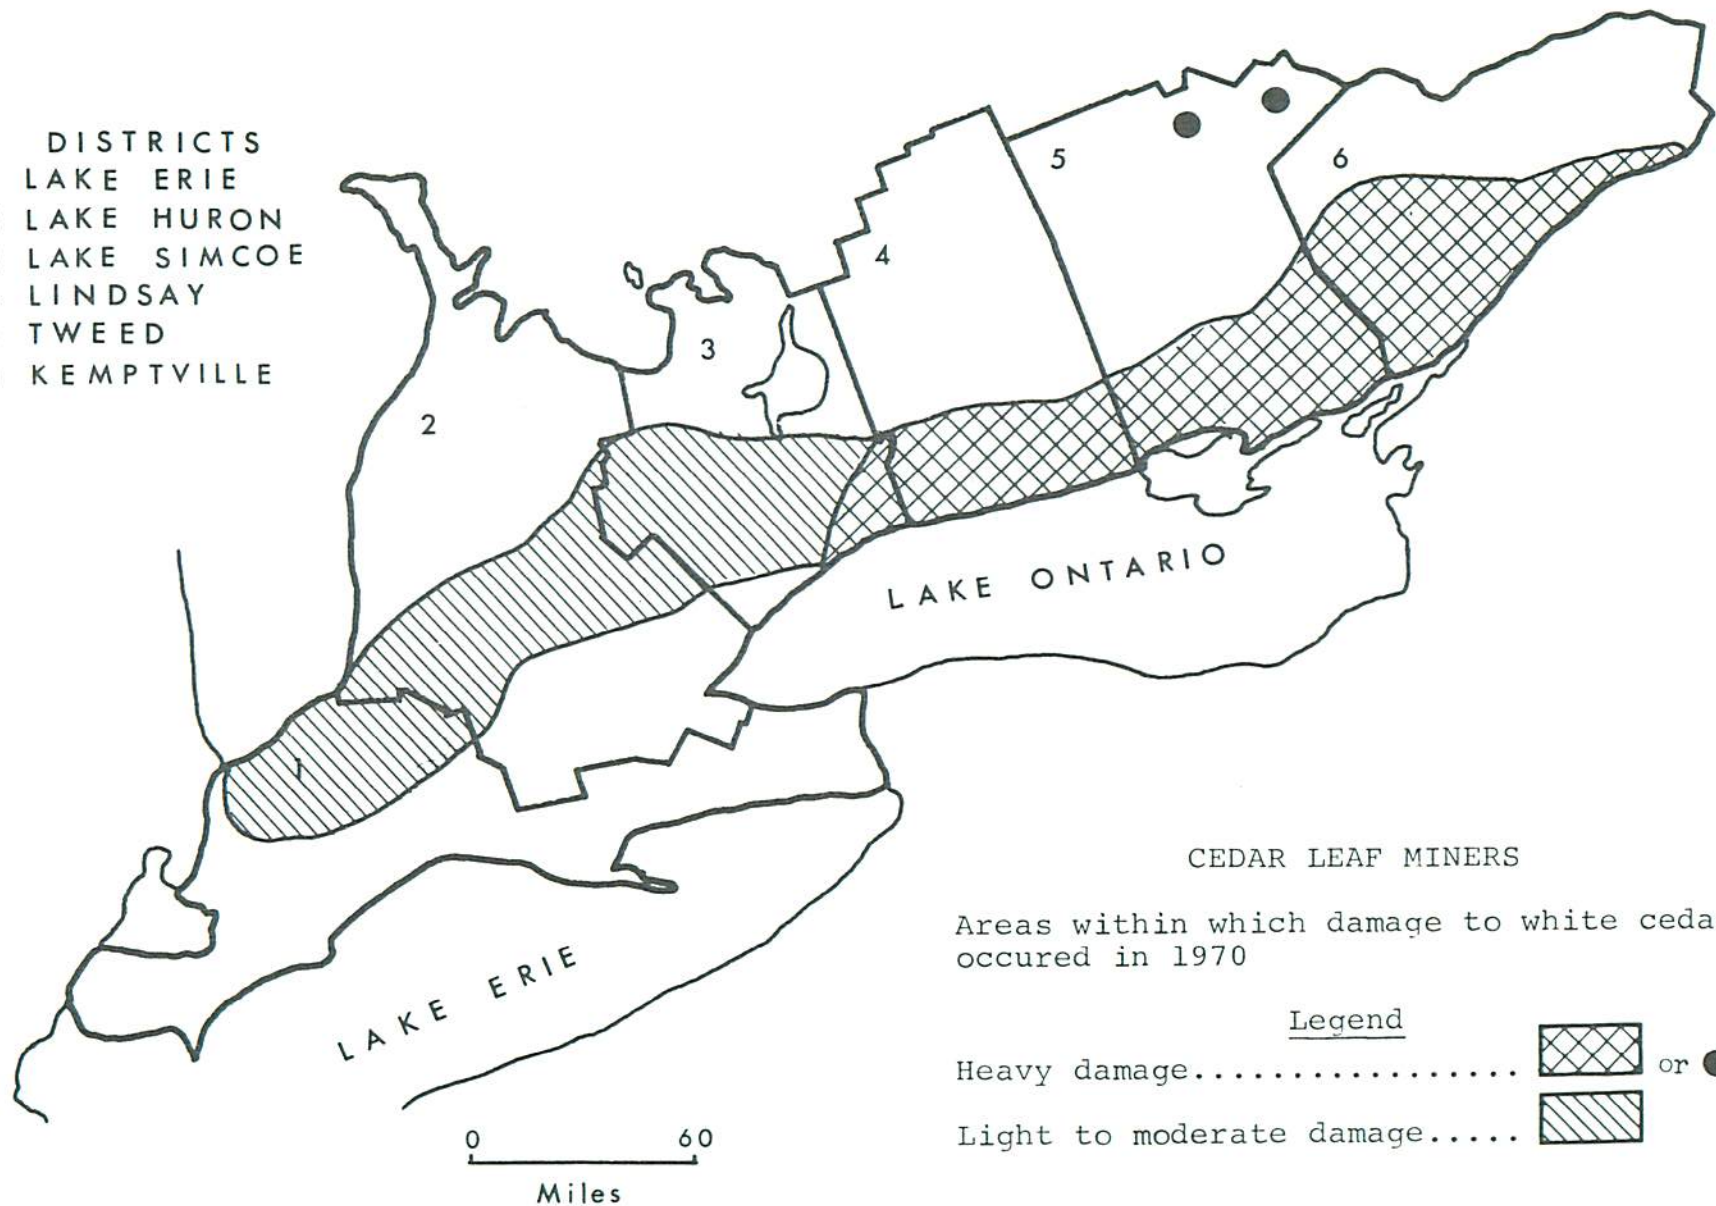 DISTRICTS
LAKE ERIE
LAKE HURON
LAKE SIMCOE
LINDSAY
TWEED
KEMPTVILLE
1
2
3
4
5
6
LAKE ONTARIO
LAKE ERIE
CEDAR LEAF MINERS
Areas within which damage to white ceda
occured in 1970
Legend
Heavy damage................. or
Light to moderate damage.....
0 60
Miles